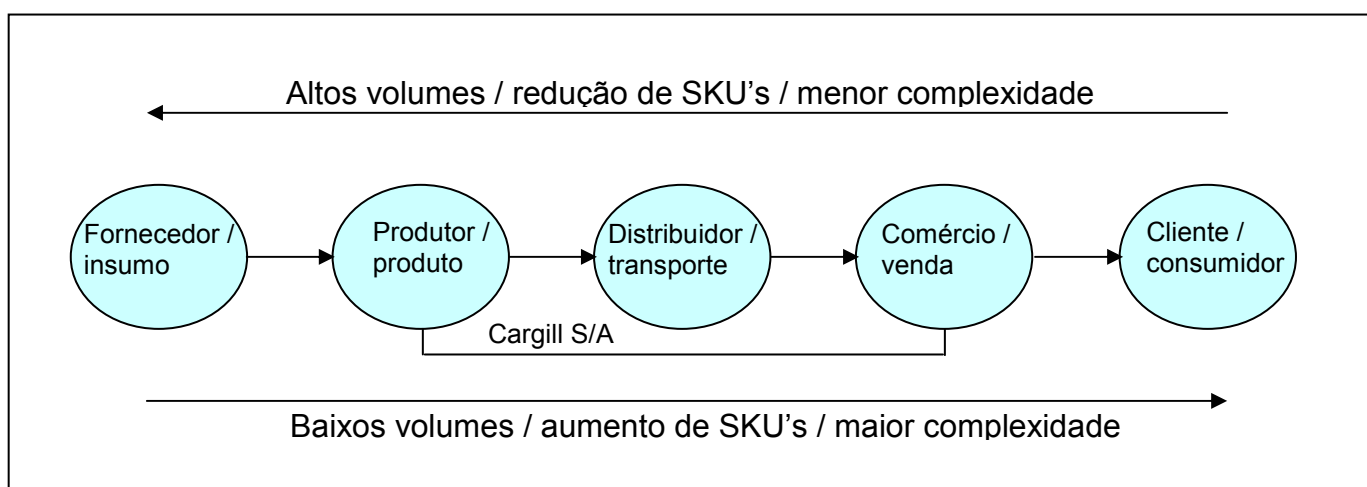 Altos volumes / redução de SKU’s / menor complexidade
Fornecedor /
insumo
Produtor /
produto
Distribuidor /
transporte
Comércio /
venda
Cliente /
consumidor
Cargill S/A
Baixos volumes / aumento de SKU’s / maior complexidade